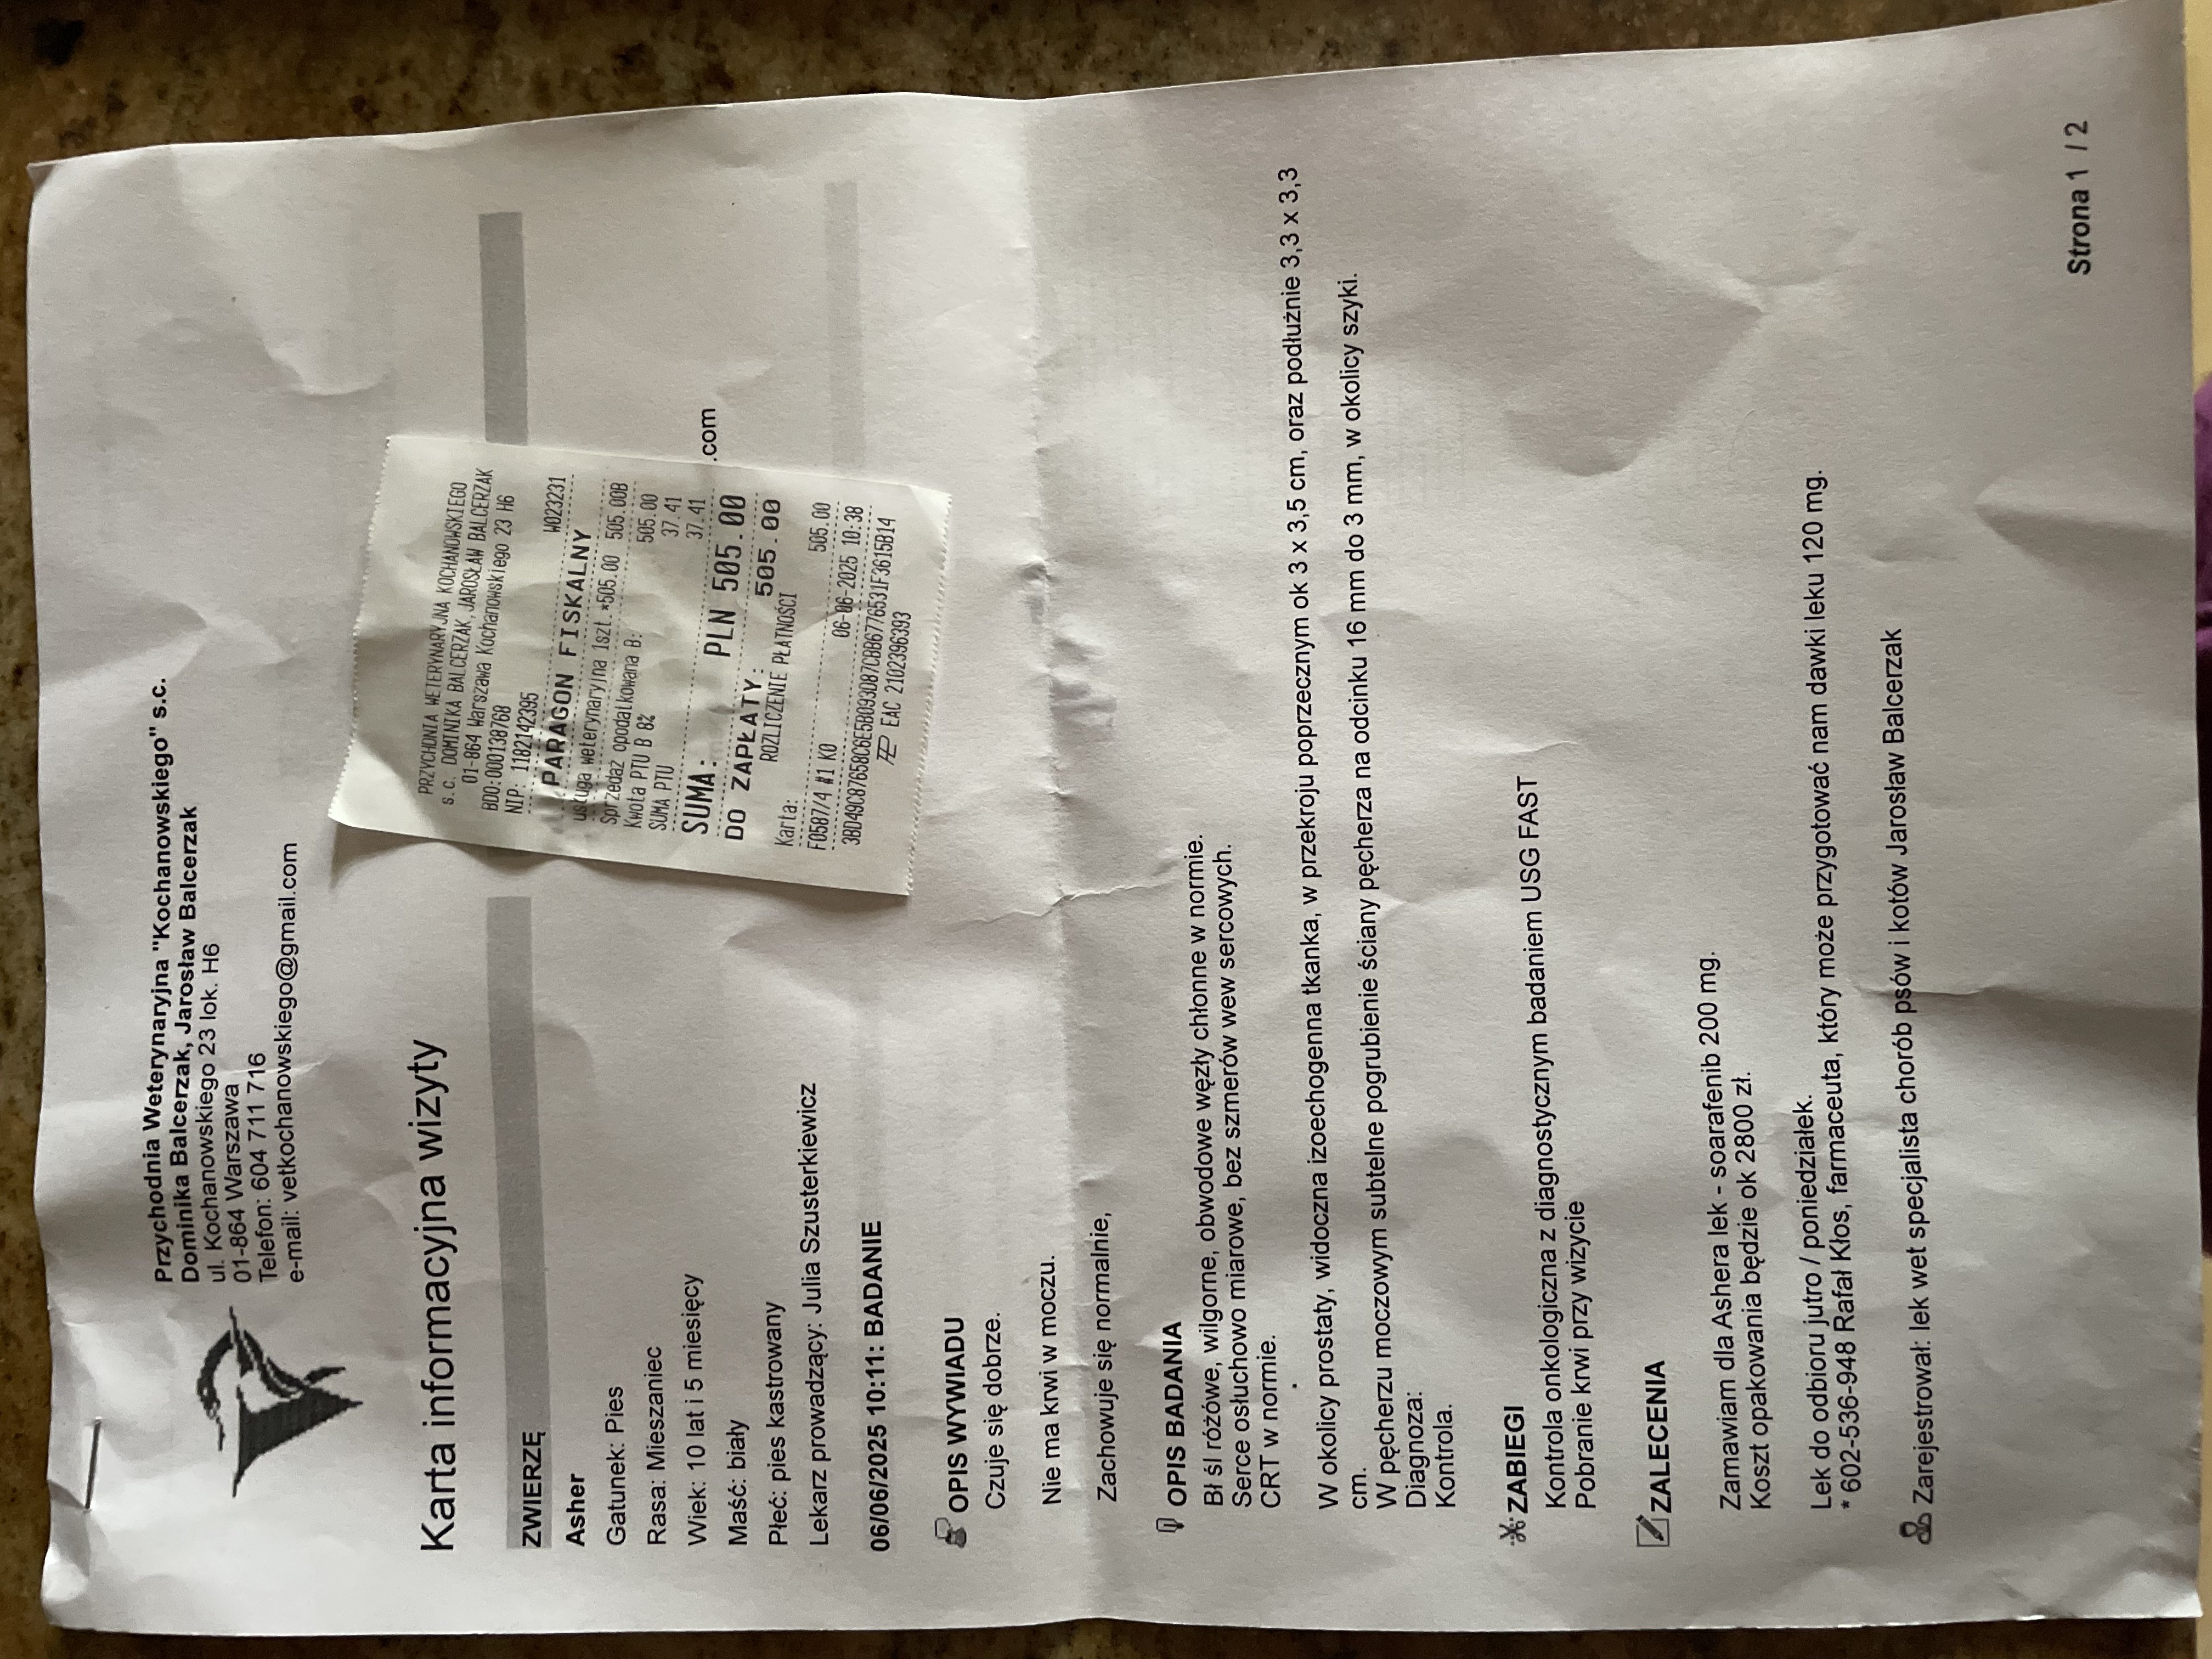 Przychodnia Weterynaryjna "Kochanowskiego" s.c.
Dominika Balcerzak, Jarosław Balcerzak
ul. Kochanowskiego 23 lok. H6
01-864 Warszawa
Telefon: 604 711 716
e-mail: vetkochanowskiego@gmail.com
Karta informacyjna wizyty
ZWIERZĘ
Asher
Gatunek: Pies
Rasa: Mieszaniec
Wiek: 10 lat i 5 miesięcy
Maść: biały
Płeć: pies kastrowany
Lekarz prowadzący: Julia Szusterkiewicz
.com
PRZYCHODNIA WETERYNARYJNA KOCHANOWSKIEGO
s.c. DOMINIKA BALCERZAK, JAROSŁAW BALCERZAK
01-864 Warszawa Kochanowskiego 23 H6
BDO:000138768
NIP: 1182142395
W023231
PARAGON FISKALNY
usługa weterynaryjna 1szt. *505.00 505.00B
Sprzedaż opodatkowana B: 505.00
Kwota PTU B 8% 37.41
SUMA PTU 37.41
SUMA: PLN 505.00
DO ZAPŁATY: 505.00
ROZLICZENIE PŁATNOŚCI
Karta: 505.00
F0587/4 #1 KO 06-06-2025 10:38
3BD49C87658C6E5B093D87CBB6776531F3615B14
EAC 2102396393
06/06/2025 10:11: BADANIE
OPIS WYWIADU
Czuje się dobrze.
Nie ma krwi w moczu.
Zachowuje się normalnie,
OPIS BADANIA
Bł śl różowe, wilgorne, obwodowe węzły chłonne w normie.
Serce osłuchowo miarowe, bez szmerów wew sercowych.
CRT w normie.
W okolicy prostaty, widoczna izoechogenna tkanka, w przekroju poprzecznym ok 3 x 3,5 cm, oraz podłużnie 3,3 x 3,3
cm.
W pęcherzu moczowym subtelne pogrubienie ściany pęcherza na odcinku 16 mm do 3 mm, w okolicy szyki.
Diagnoza:
Kontrola.
ZABIEGI
Kontrola onkologiczna z diagnostycznym badaniem USG FAST
Pobranie krwi przy wizycie
ZALECENIA
Zamawiam dla Ashera lek - soarafenib 200 mg.
Koszt opakowania będzie ok 2800 zł.
Lek do odbioru jutro / poniedziałek.
* 602-536-948 Rafał Kłos, farmaceuta, który może przygotować nam dawki leku 120 mg.
Zarejestrował: lek wet specjalista chorób psów i kotów Jarosław Balcerzak
Strona 1 / 2